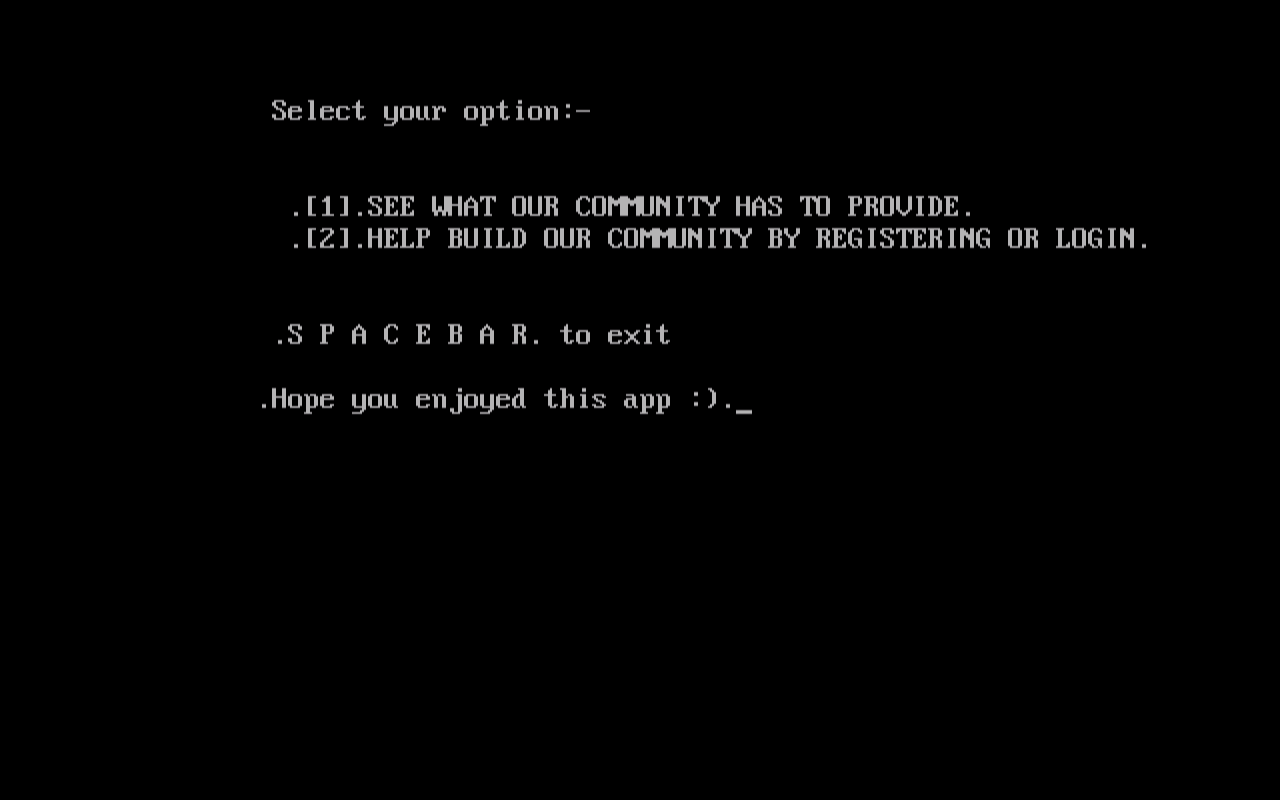 Select your option:-
.[1].SEE WHAT OUR COMMUNITY HAS TO PROVIDE.
.[2].HELP BUILD OUR COMMUNITY BY REGISTERING OR LOGIN.
.S P A C E B A R. to exit
.Hope you enjoyed this app :)._